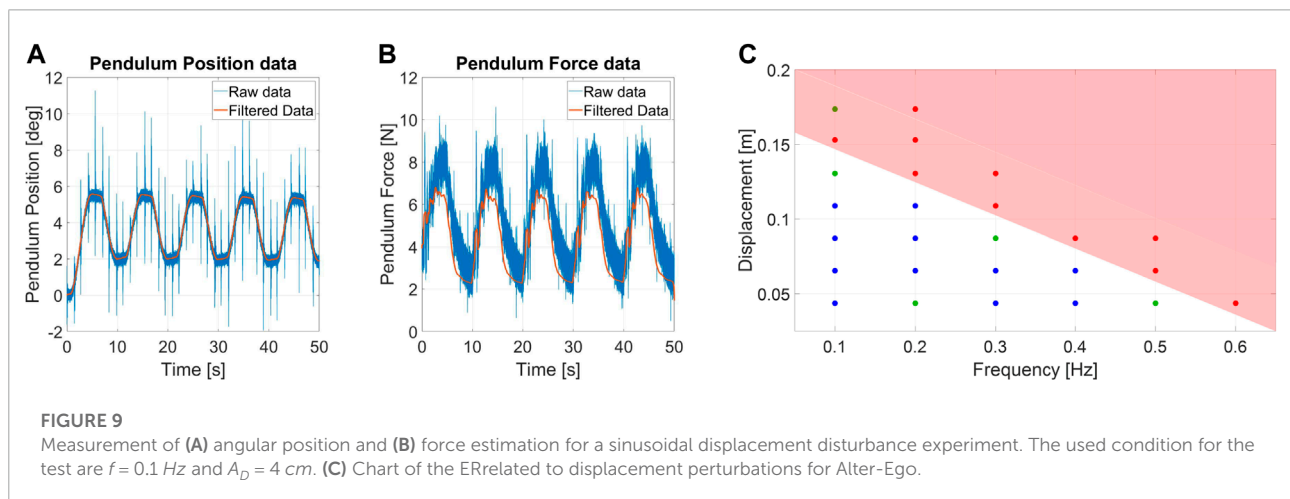 A
Pendulum Position data
Raw data
Filtered Data
Pendulum Position [deg]
12
10
8
6
4
2
0
-2
0 10 20 30 40 50
Time [s]
B
Pendulum Force data
Raw data
Filtered Data
Pendulum Force [N]
12
10
8
6
4
2
0
0 10 20 30 40 50
Time [s]
C
Displacement [m]
0.2
0.15
0.1
0.05
0.1 0.2 0.3 0.4 0.5 0.6
Frequency [Hz]
FIGURE 9
Measurement of (A) angular position and (B) force estimation for a sinusoidal displacement disturbance experiment. The used condition for the
test are f = 0.1 Hz and A_D = 4 cm. (C) Chart of the ERrelated to displacement perturbations for Alter-Ego.